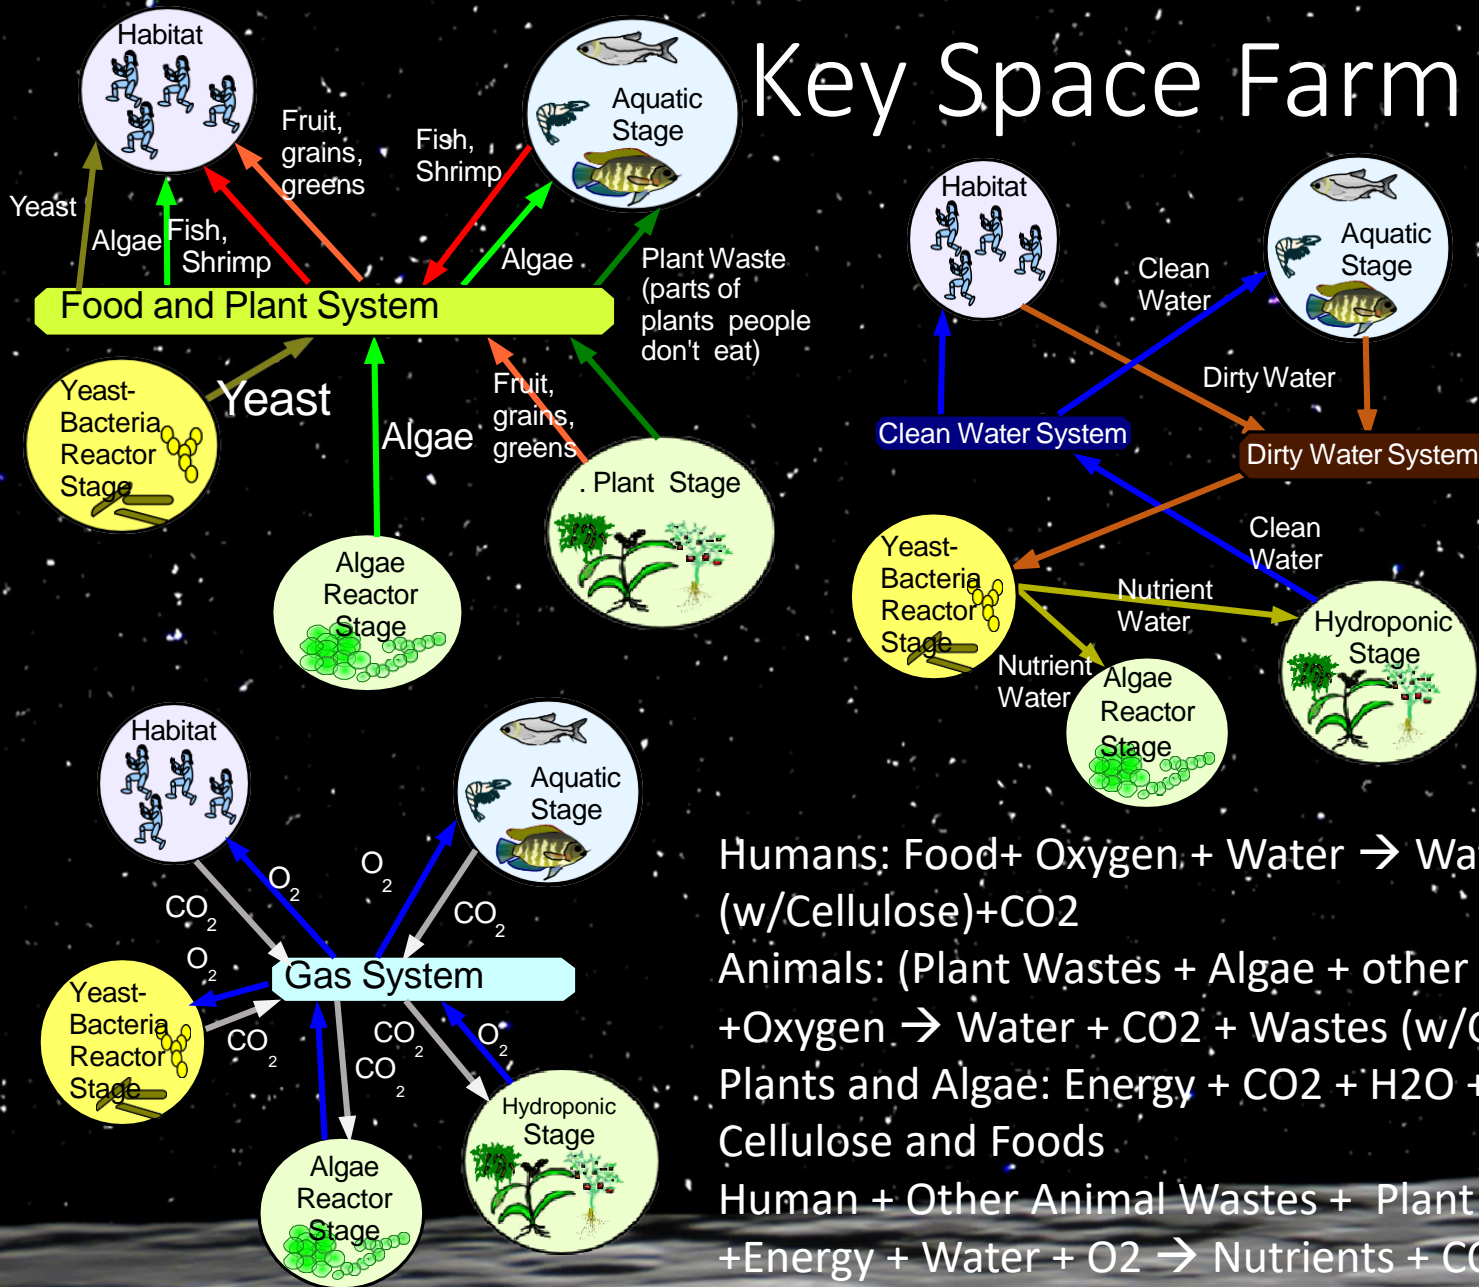 Key Space Farm
Habitat
Aquatic
Stage
Fruit,
grains,
greens
Fish,
Shrimp
Yeast
Algae
Fish,
Shrimp
Algae
Plant Waste
(parts of
plants people
don't eat)
Food and Plant System
Yeast-
Bacteria
Reactor
Stage
Yeast
Algae
Fruit,
grains,
greens
. Plant Stage
Algae
Reactor
Stage
Habitat
Aquatic
Stage
Clean
Water
Dirty Water
Clean Water System
Dirty Water System
Yeast-
Bacteria
Reactor
Stage
Clean
Water
Nutrient
Water
Nutrient
Water
Hydroponic
Stage
Algae
Reactor
Stage
Habitat
Aquatic
Stage
O2
O2
CO2
CO2
O2
Gas System
Yeast-
Bacteria
Reactor
Stage
CO2
CO2
CO2
O2
Hydroponic
Stage
Algae
Reactor
Stage
Humans: Food+ Oxygen + Water →
(w/Cellulose)+CO2
Animals: (Plant Wastes + Algae + other
+Oxygen → Water + CO2 + Wastes
Plants and Algae: Energy + CO2 + H2O +
Cellulose and Foods
Human + Other Animal Wastes + Plant
+Energy + Water + O2 → Nutrients +